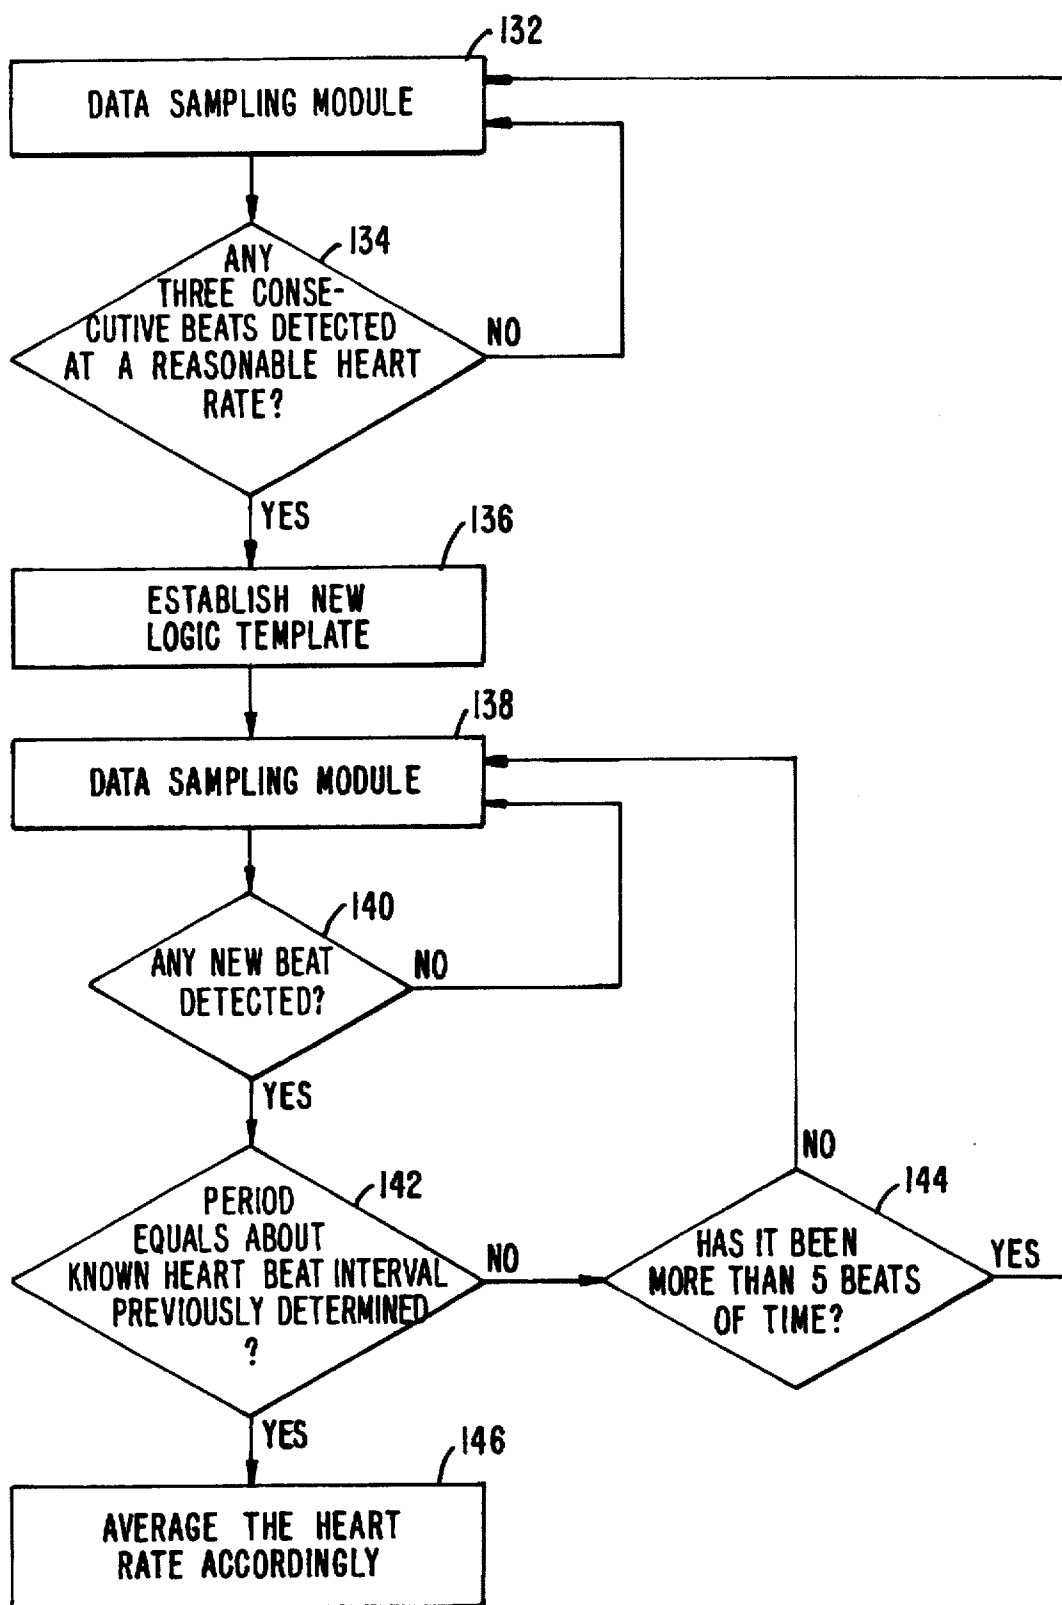 132
DATA SAMPLING MODULE
134
ANY
THREE CONSE-
CUTIVE BEATS DETECTED
AT A REASONABLE HEART
RATE?
NO
YES
136
ESTABLISH NEW
LOGIC TEMPLATE
138
DATA SAMPLING MODULE
140
ANY NEW BEAT
DETECTED?
NO
YES
142
PERIOD
EQUALS ABOUT
KNOWN HEART BEAT INTERVAL
PREVIOUSLY DETERMINED
?
NO
NO
144
HAS IT BEEN
MORE THAN 5 BEATS
OF TIME?
YES
YES
146
AVERAGE THE HEART
RATE ACCORDINGLY